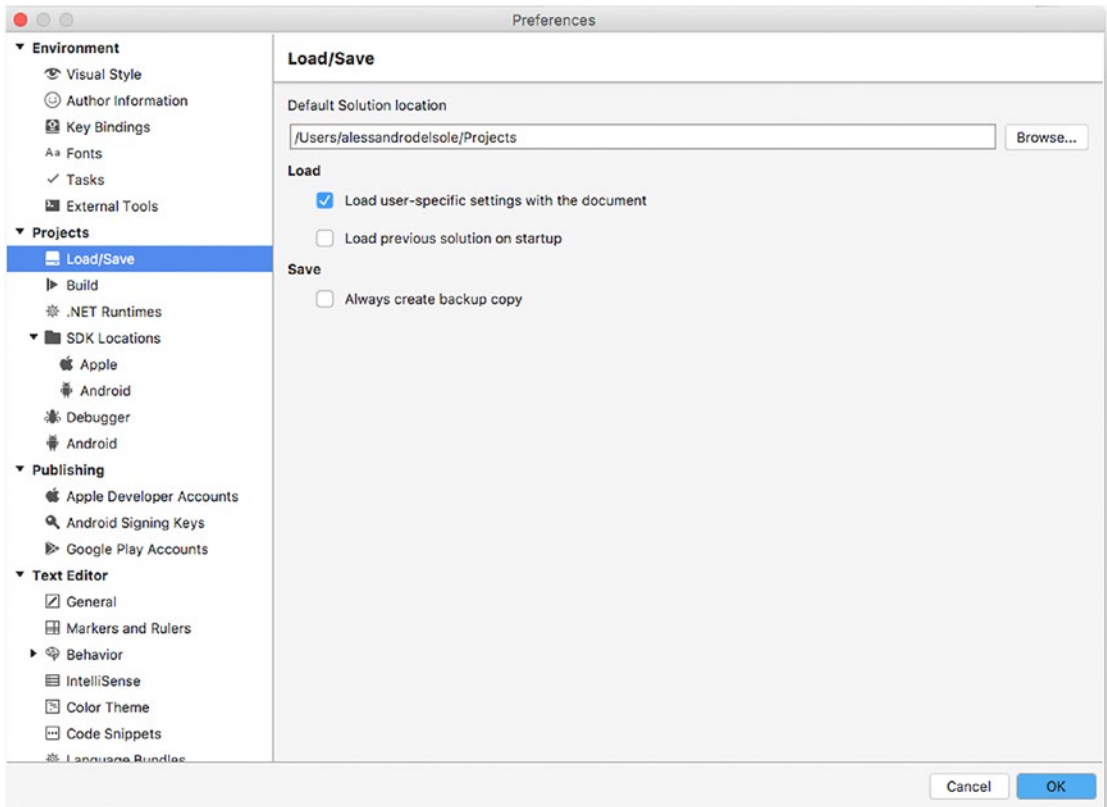 Preferences
Environment
Visual Style
Author Information
Key Bindings
Aa Fonts
Tasks
External Tools
Projects
Load/Save
Build
.NET Runtimes
SDK Locations
Apple
Android
Debugger
Android
Publishing
Apple Developer Accounts
Android Signing Keys
Google Play Accounts
Text Editor
General
Markers and Rulers
Behavior
IntelliSense
Color Theme
Code Snippets
Language Bundles
Load/Save
Default Solution location
/Users/alessandrodelsole/Projects
Browse...
Load
Load user-specific settings with the document
Load previous solution on startup
Save
Always create backup copy
Cancel
OK